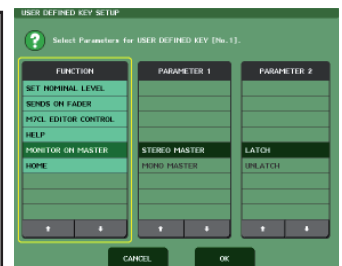 USER DEFINED KEY SETUP
? Select Parameters for USER DEFINED KEY [No.1].
FUNCTION PARAMETER 1 PARAMETER 2
SET NOMINAL LEVEL
SENDS ON FADER
M7CL EDITOR CONTROL
HELP
MONITOR ON MASTER STEREO MASTER LATCH
HOME MONO MASTER UNLATCH
CANCEL OK